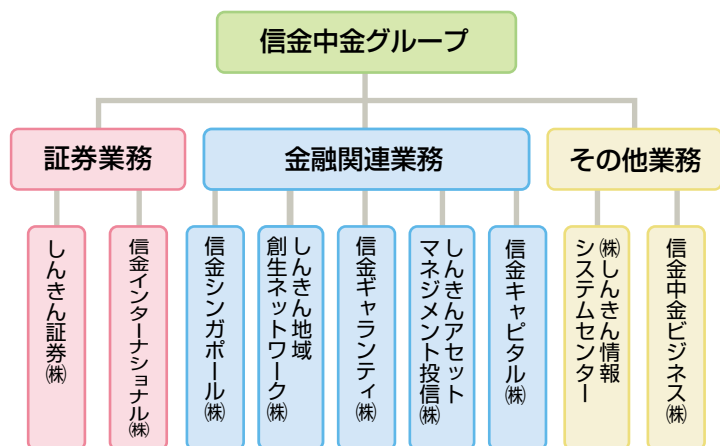 信金中金グループ
証券業務
金融関連業務
その他業務
しんきん証券㈱
信金インターナショナル㈱
信金シンガポール㈱
しんきん地域
創生ネットワーク㈱
信金ギャランティ㈱
しんきんアセット
マネジメント投信㈱
信金キャピタル㈱
㈱しんきん情報
システムセンター
信金中金ビジネス㈱